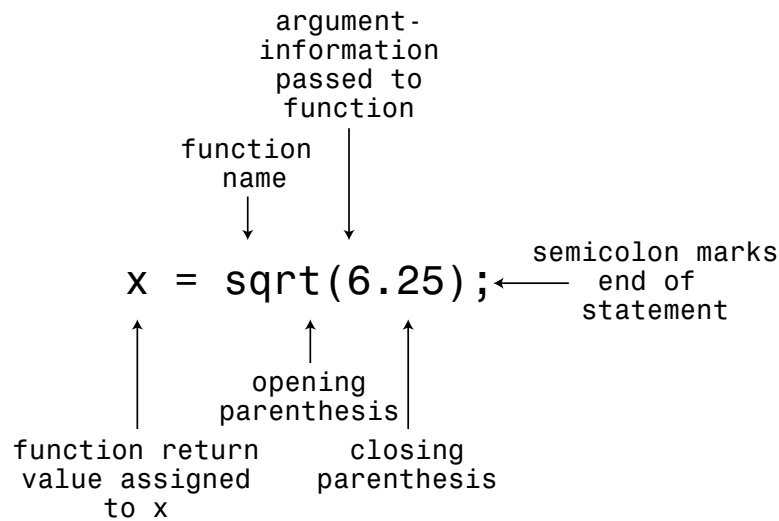 argument-
information
passed to
function
function
name
x = sqrt(6.25);
semicolon marks
end of
statement
opening
parenthesis
function return
value assigned
to x
closing
parenthesis